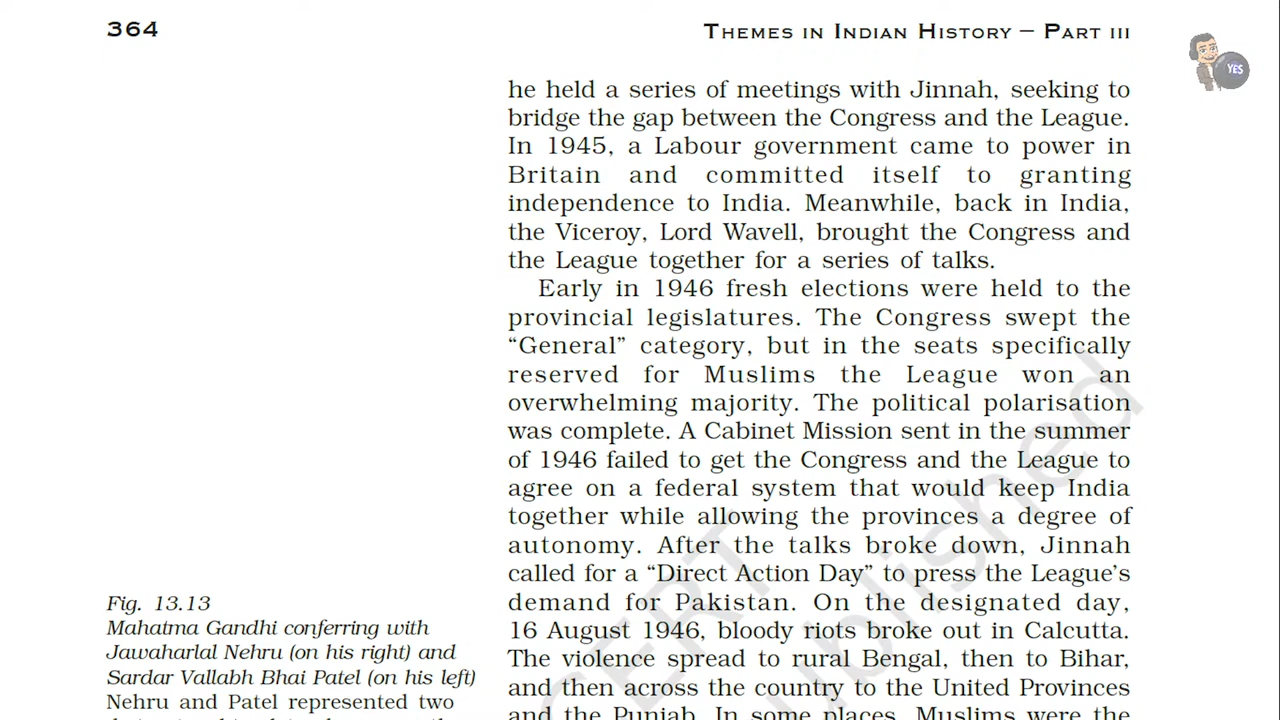 364
THEMES IN INDIAN HISTORY – PART III
YES
he held a series of meetings with Jinnah, seeking to
bridge the gap between the Congress and the League.
In 1945, a Labour government came to power in
Britain and committed itself to granting
independence to India. Meanwhile, back in India,
the Viceroy, Lord Wavell, brought the Congress and
the League together for a series of talks.
Early in 1946 fresh elections were held to the
provincial legislatures. The Congress swept the
“General” category, but in the seats specifically
reserved for Muslims the League won an
overwhelming majority. The political polarisation
was complete. A Cabinet Mission sent in the summer
of 1946 failed to get the Congress and the League to
agree on a federal system that would keep India
together while allowing the provinces a degree of
autonomy. After the talks broke down, Jinnah
called for a “Direct Action Day” to press the League’s
demand for Pakistan. On the designated day,
16 August 1946, bloody riots broke out in Calcutta.
The violence spread to rural Bengal, then to Bihar,
and then across the country to the United Provinces
and the Punjab. In some places, Muslims were the
Fig. 13.13
Mahatma Gandhi conferring with
Jawaharlal Nehru (on his right) and
Sardar Vallabh Bhai Patel (on his left)
Nehru and Patel represented two